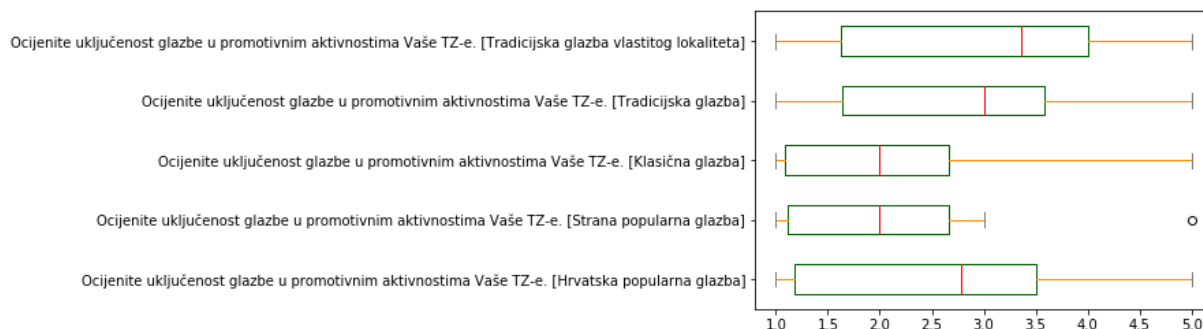 Ocijenite uključenost glazbe u promotivnim aktivnostima Vaše TZ-e. [Tradicijska glazba vlastitog lokaliteta]
Ocijenite uključenost glazbe u promotivnim aktivnostima Vaše TZ-e. [Tradicijska glazba]
Ocijenite uključenost glazbe u promotivnim aktivnostima Vaše TZ-e. [Klasična glazba]
Ocijenite uključenost glazbe u promotivnim aktivnostima Vaše TZ-e. [Strana popularna glazba]
Ocijenite uključenost glazbe u promotivnim aktivnostima Vaše TZ-e. [Hrvatska popularna glazba]
1.0 1.5 2.0 2.5 3.0 3.5 4.0 4.5 5.0